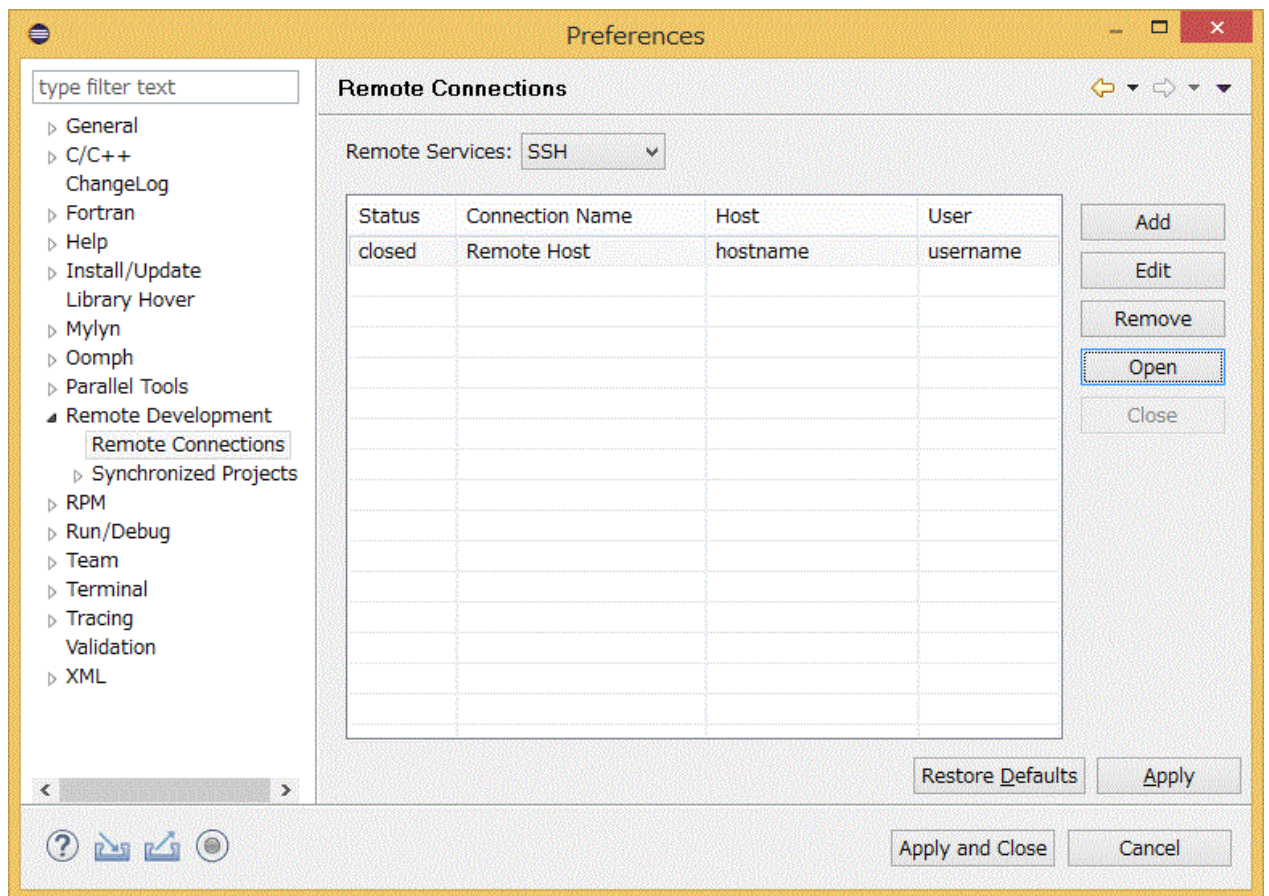 Preferences
type filter text
General
C/C++
ChangeLog
Fortran
Help
Install/Update
Library Hover
Mylyn
Oomph
Parallel Tools
Remote Development
Remote Connections
Synchronized Projects
RPM
Run/Debug
Team
Terminal
Tracing
Validation
XML
Remote Connections
Remote Services: SSH
Status Connection Name Host User
closed Remote Host hostname username
Add
Edit
Remove
Open
Close
Restore Defaults Apply
? Apply and Close Cancel